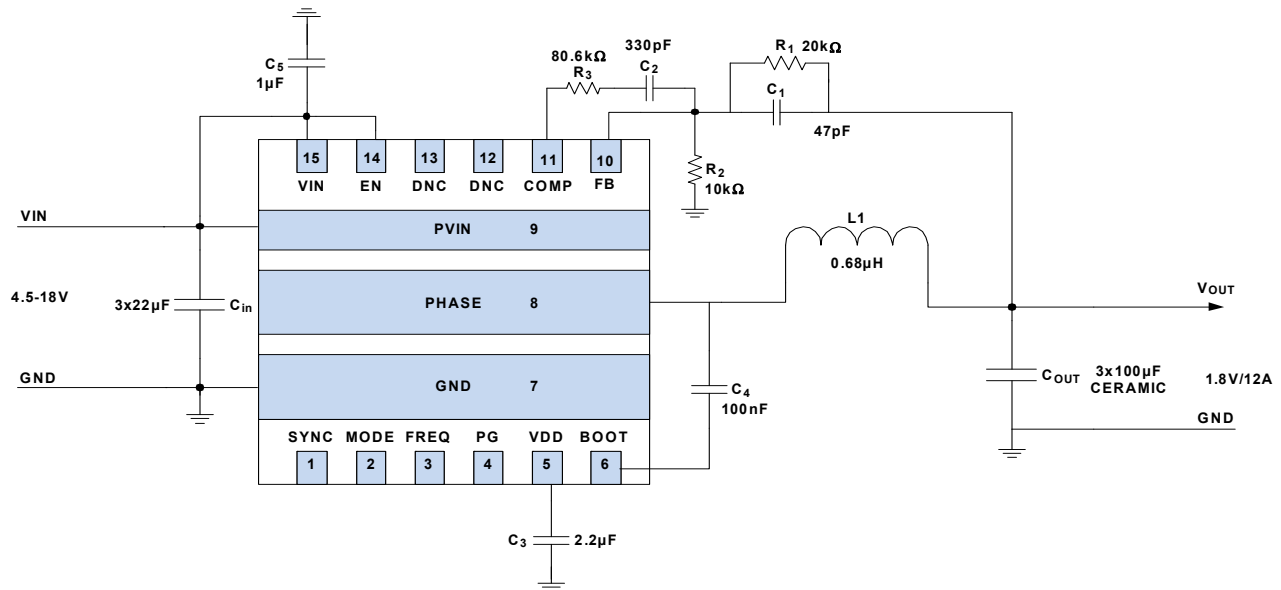 C5
1µF
80.6kΩ
R3
330pF
C2
R1 20kΩ
C1
47pF
R2
10kΩ
15 14 13 12 11 10
VIN EN DNC DNC COMP FB
VIN
PVIN 9
L1
0.68µH
4.5-18V
3x22µF Cin
PHASE 8
VOUT
GND
GND 7
C4
100nF
COUT 3x100µF
CERAMIC
1.8V/12A
GND
SYNC MODE FREQ PG VDD BOOT
1 2 3 4 5 6
C3 2.2µF